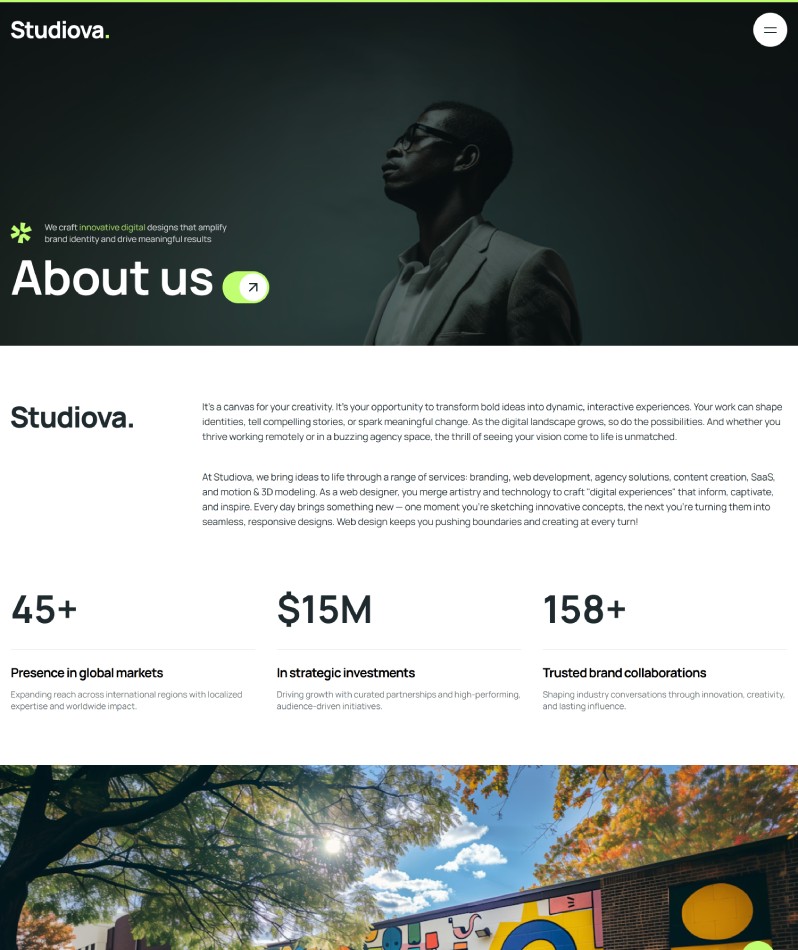 Studiova.
We craft innovative digital designs that amplify
brand identity and drive meaningful results
About us
Studiova.
It's a canvas for your creativity. It's your opportunity to transform bold ideas into dynamic, interactive experiences. Your work can shape
identities, tell compelling stories, or spark meaningful change. As the digital landscape grows, so do the possibilities. And whether you
thrive working remotely or in a buzzing agency space, the thrill of seeing your vision come to life is unmatched.
At Studiova, we bring ideas to life through a range of services: branding, web development, agency solutions, content creation, SaaS,
and motion & 3D modeling. As a web designer, you merge artistry and technology to craft "digital experiences" that inform, captivate,
and inspire. Every day brings something new — one moment you're sketching innovative concepts, the next you're turning them into
seamless, responsive designs. Web design keeps you pushing boundaries and creating at every turn!
45+
$15M
158+
Presence in global markets
In strategic investments
Trusted brand collaborations
Expanding reach across international regions with localized
expertise and worldwide impact.
Driving growth with curated partnerships and high-performing,
audience-driven initiatives.
Shaping industry conversations through innovation, creativity,
and lasting influence.